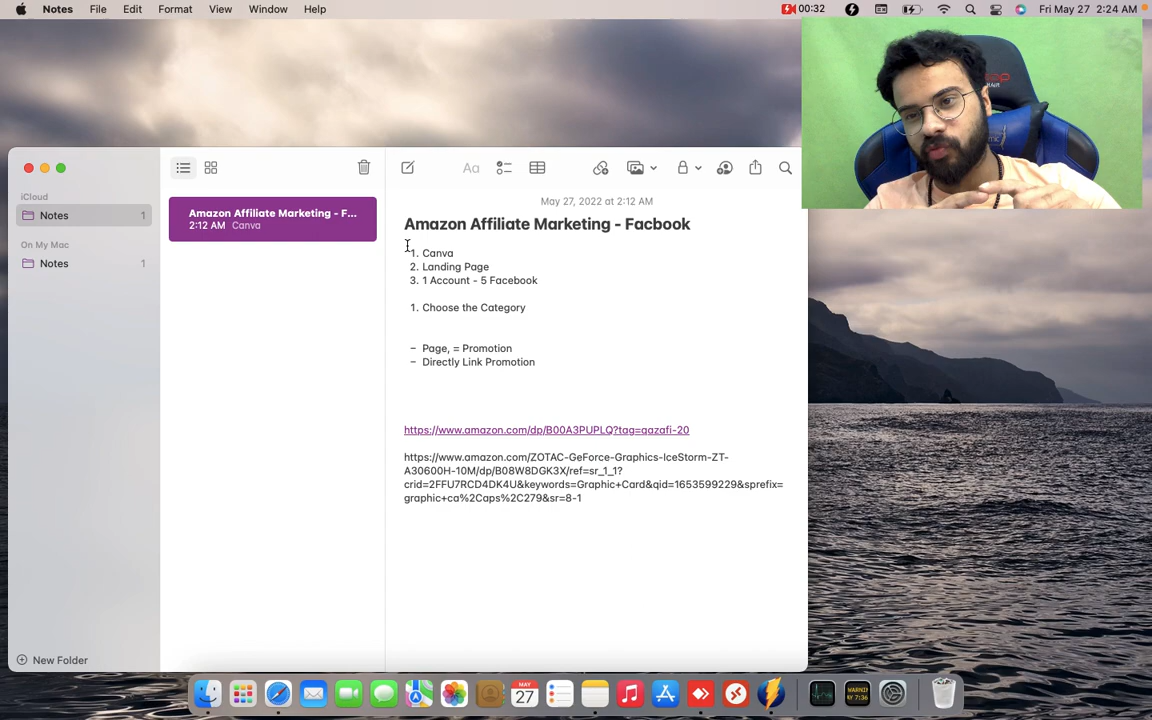 Notes File Edit Format View Window Help 00:32 Fri May 27 2:24 AM
iCloud
Notes 1
On My Mac
Notes 1
New Folder
Amazon Affiliate Marketing - F...
2:12 AM Canva
Aa
May 27, 2022 at 2:12 AM
Amazon Affiliate Marketing - Facbook
1. Canva
2. Landing Page
3. 1 Account - 5 Facebook
1. Choose the Category
– Page, = Promotion
– Directly Link Promotion
https://www.amazon.com/dp/B00A3PUPLQ?tag=qazafi-20
https://www.amazon.com/ZOTAC-GeForce-Graphics-IceStorm-ZT-
A30600H-10M/dp/B08W8DGK3X/ref=sr_1_1?
crid=2FFU7RCD4DK4U&keywords=Graphic+Card&qid=1653599229&sprefix=
graphic+ca%2Caps%2C279&sr=8-1
MAY
27